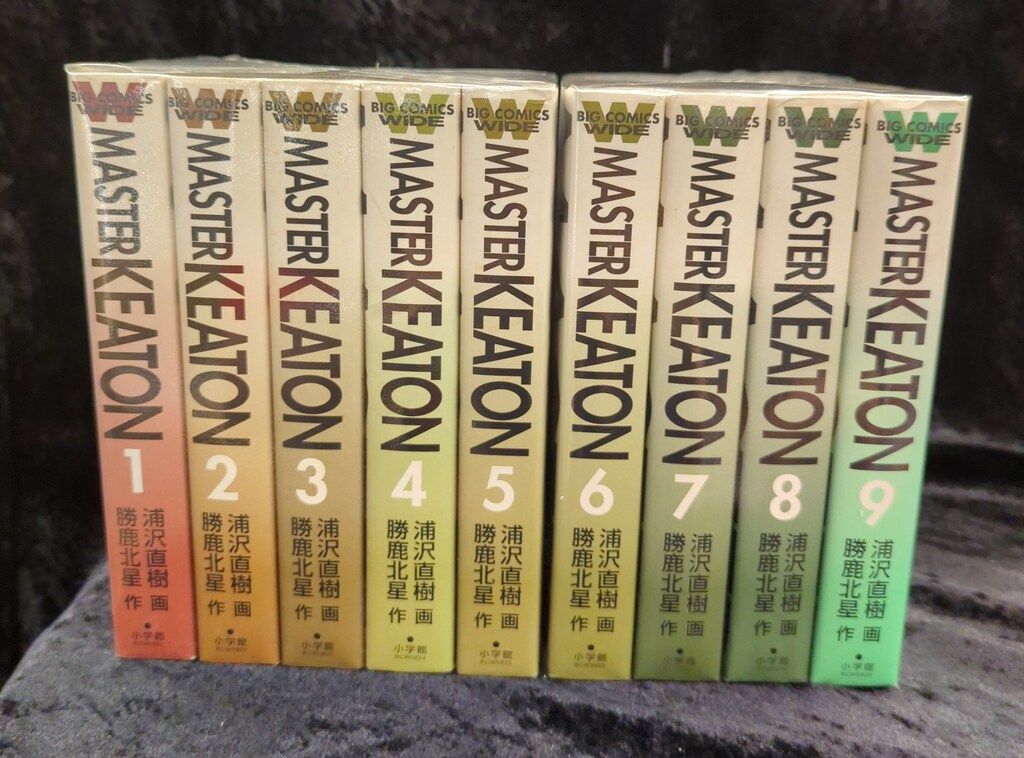 BIG COMICS
WIDE
MASTER KEATON
1
浦沢直樹 画
勝鹿北星 作
小学館
BIG COMICS
WIDE
MASTER KEATON
2
浦沢直樹 画
勝鹿北星 作
小学館
BIG COMICS
WIDE
MASTER KEATON
3
浦沢直樹 画
勝鹿北星 作
小学館
BIG COMICS
WIDE
MASTER KEATON
4
浦沢直樹 画
勝鹿北星 作
小学館
BIG COMICS
WIDE
MASTER KEATON
5
浦沢直樹 画
勝鹿北星 作
小学館
BIG COMICS
WIDE
MASTER KEATON
6
浦沢直樹 画
勝鹿北星 作
小学館
BIG COMICS
WIDE
MASTER KEATON
7
浦沢直樹 画
勝鹿北星 作
小学館
BIG COMICS
WIDE
MASTER KEATON
8
浦沢直樹 画
勝鹿北星 作
小学館
BIG COMICS
WIDE
MASTER KEATON
9
浦沢直樹 画
勝鹿北星 作
小学館